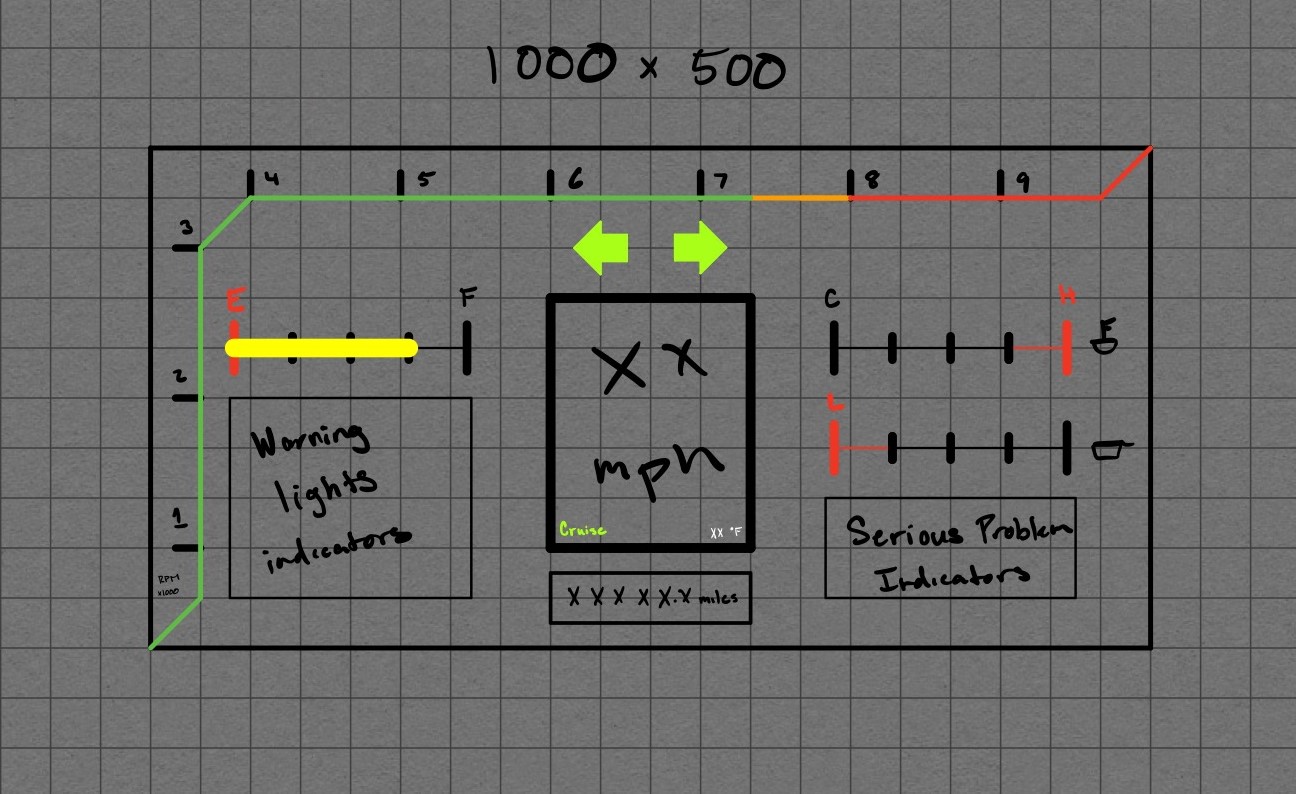 1000 x 500
4 5 6 7 8 9
3
E F C H
2
L
Warning
lights
indicators
XX
mph
Cruise XX °F
1
RPM
x1000
Serious Problem
Indicators
XXXXX.X miles